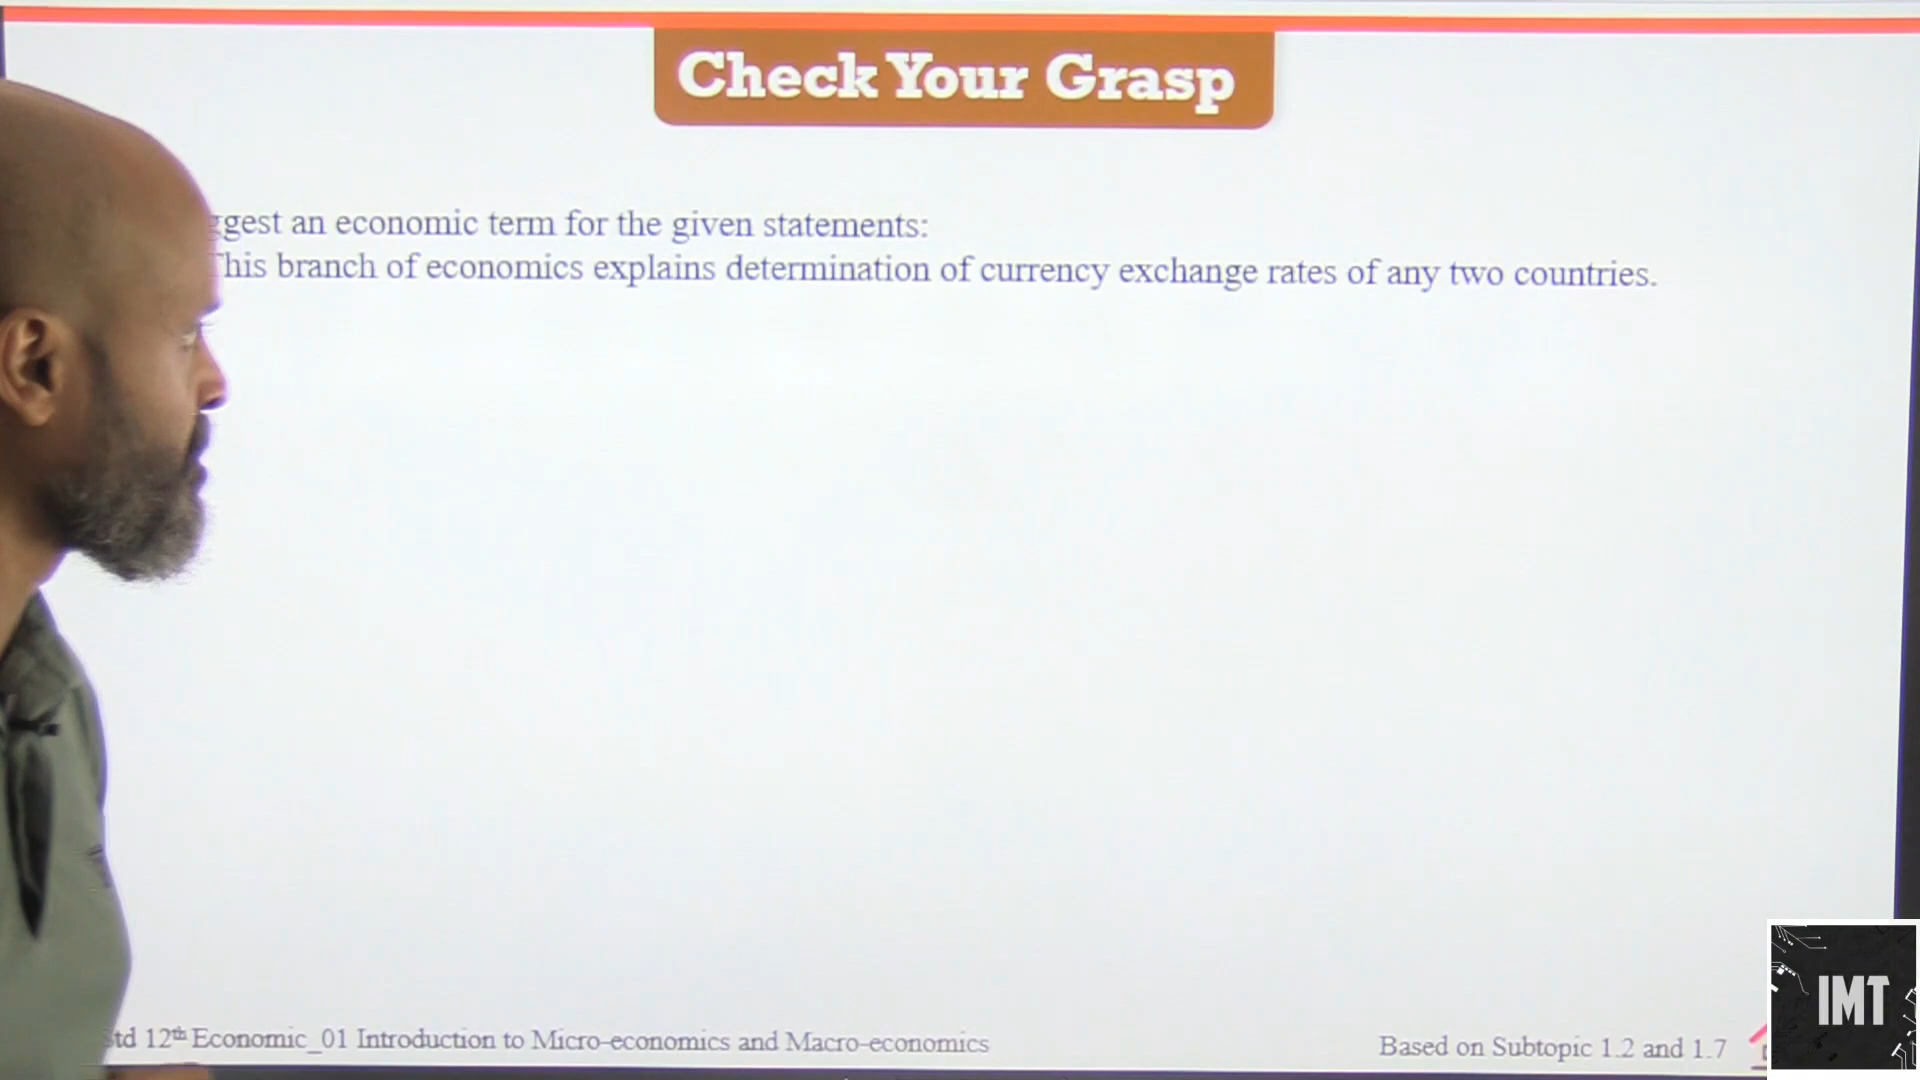 Check Your Grasp
ggest an economic term for the given statements:
This branch of economics explains determination of currency exchange rates of any two countries.
td 12th Economic_01 Introduction to Micro-economics and Macro-economics
Based on Subtopic 1.2 and 1.7
IMT